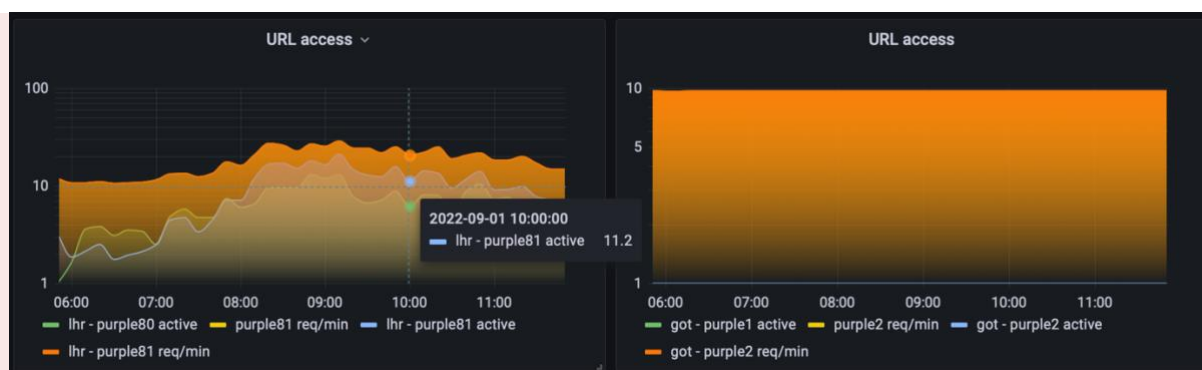 URL access
100
10
1
06:00 07:00 08:00 09:00 10:00 11:00
2022-09-01 10:00:00
lhr - purple81 active 11.2
lhr - purple80 active purple81 req/min lhr - purple81 active
lhr - purple81 req/min
URL access
10
5
1
06:00 07:00 08:00 09:00 10:00 11:00
got - purple1 active purple2 req/min got - purple2 active
got - purple2 req/min